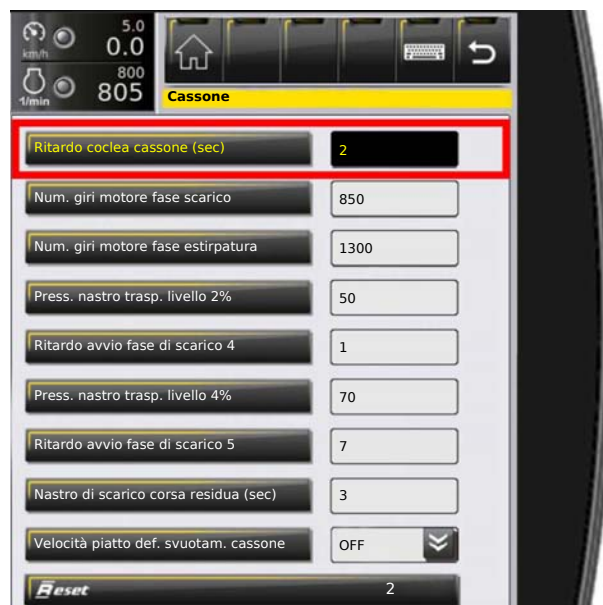 5.0
km/h
0.0
800
1/min
805
Cassone
Ritardo coclea cassone (sec)
2
Num. giri motore fase scarico
850
Num. giri motore fase estirpatura
1300
Press. nastro trasp. livello 2%
50
Ritardo avvio fase di scarico 4
1
Press. nastro trasp. livello 4%
70
Ritardo avvio fase di scarico 5
7
Nastro di scarico corsa residua (sec)
3
Velocità piatto def. svuotam. cassone
OFF
Reset
2